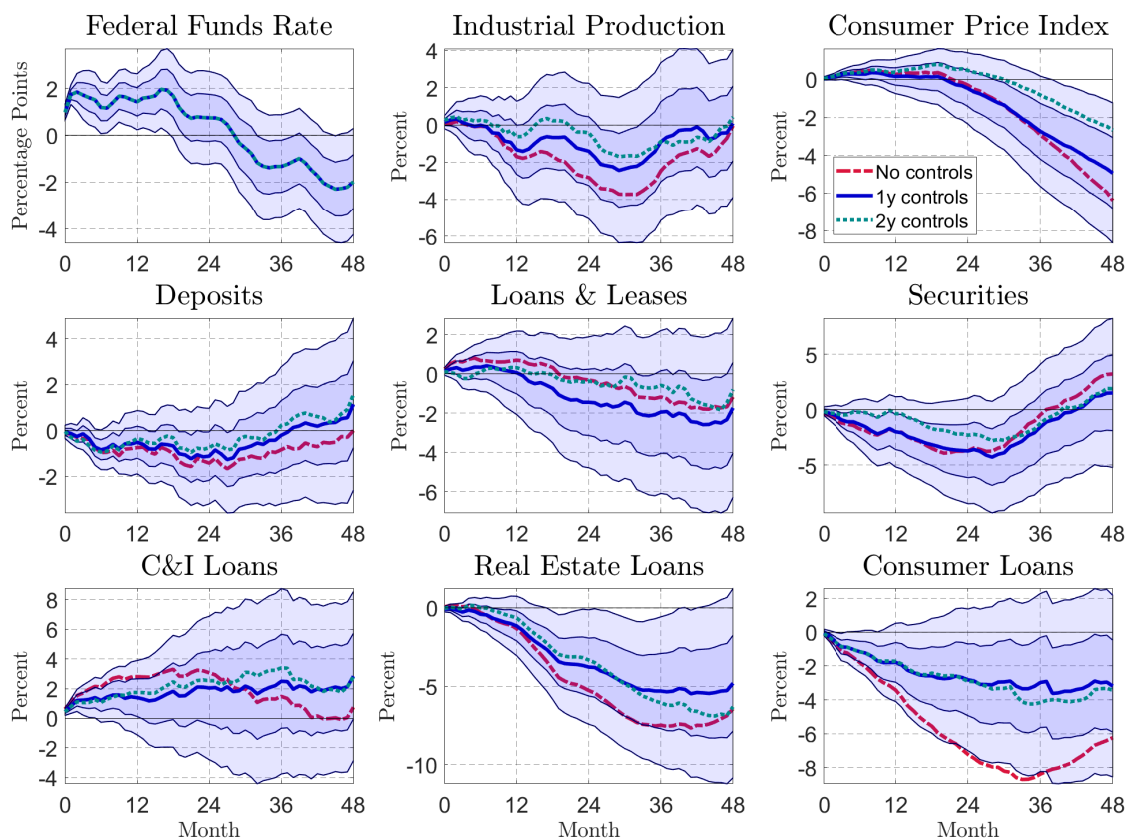 Federal Funds Rate
Industrial Production
Consumer Price Index
Percentage Points
2
0
-2
-4
0 12 24 36 48
Percent
4
2
0
-2
-4
-6
0 12 24 36 48
Percent
0
-2
-4
-6
-8
No controls
1y controls
2y controls
0 12 24 36 48
Deposits
Loans & Leases
Securities
Percent
4
2
0
-2
0 12 24 36 48
Percent
2
0
-2
-4
-6
0 12 24 36 48
Percent
5
0
-5
0 12 24 36 48
C&I Loans
Real Estate Loans
Consumer Loans
Percent
8
6
4
2
0
-2
-4
0 12 24 36 48
Month
Percent
0
-5
-10
0 12 24 36 48
Month
Percent
2
0
-2
-4
-6
-8
0 12 24 36 48
Month